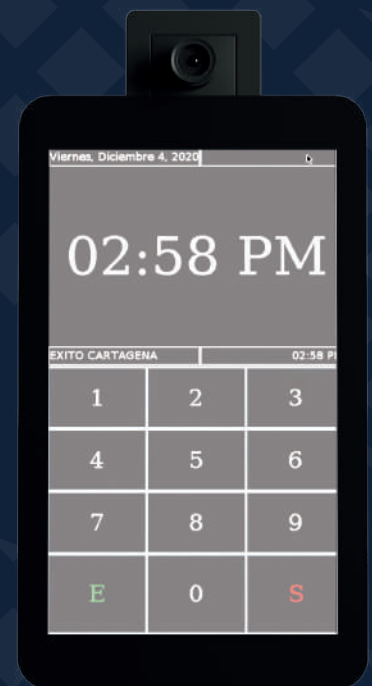 Viernes, Diciembre 4, 2020
02:58 PM
EXITO CARTAGENA 02:58 P
1 2 3
4 5 6
7 8 9
E 0 S